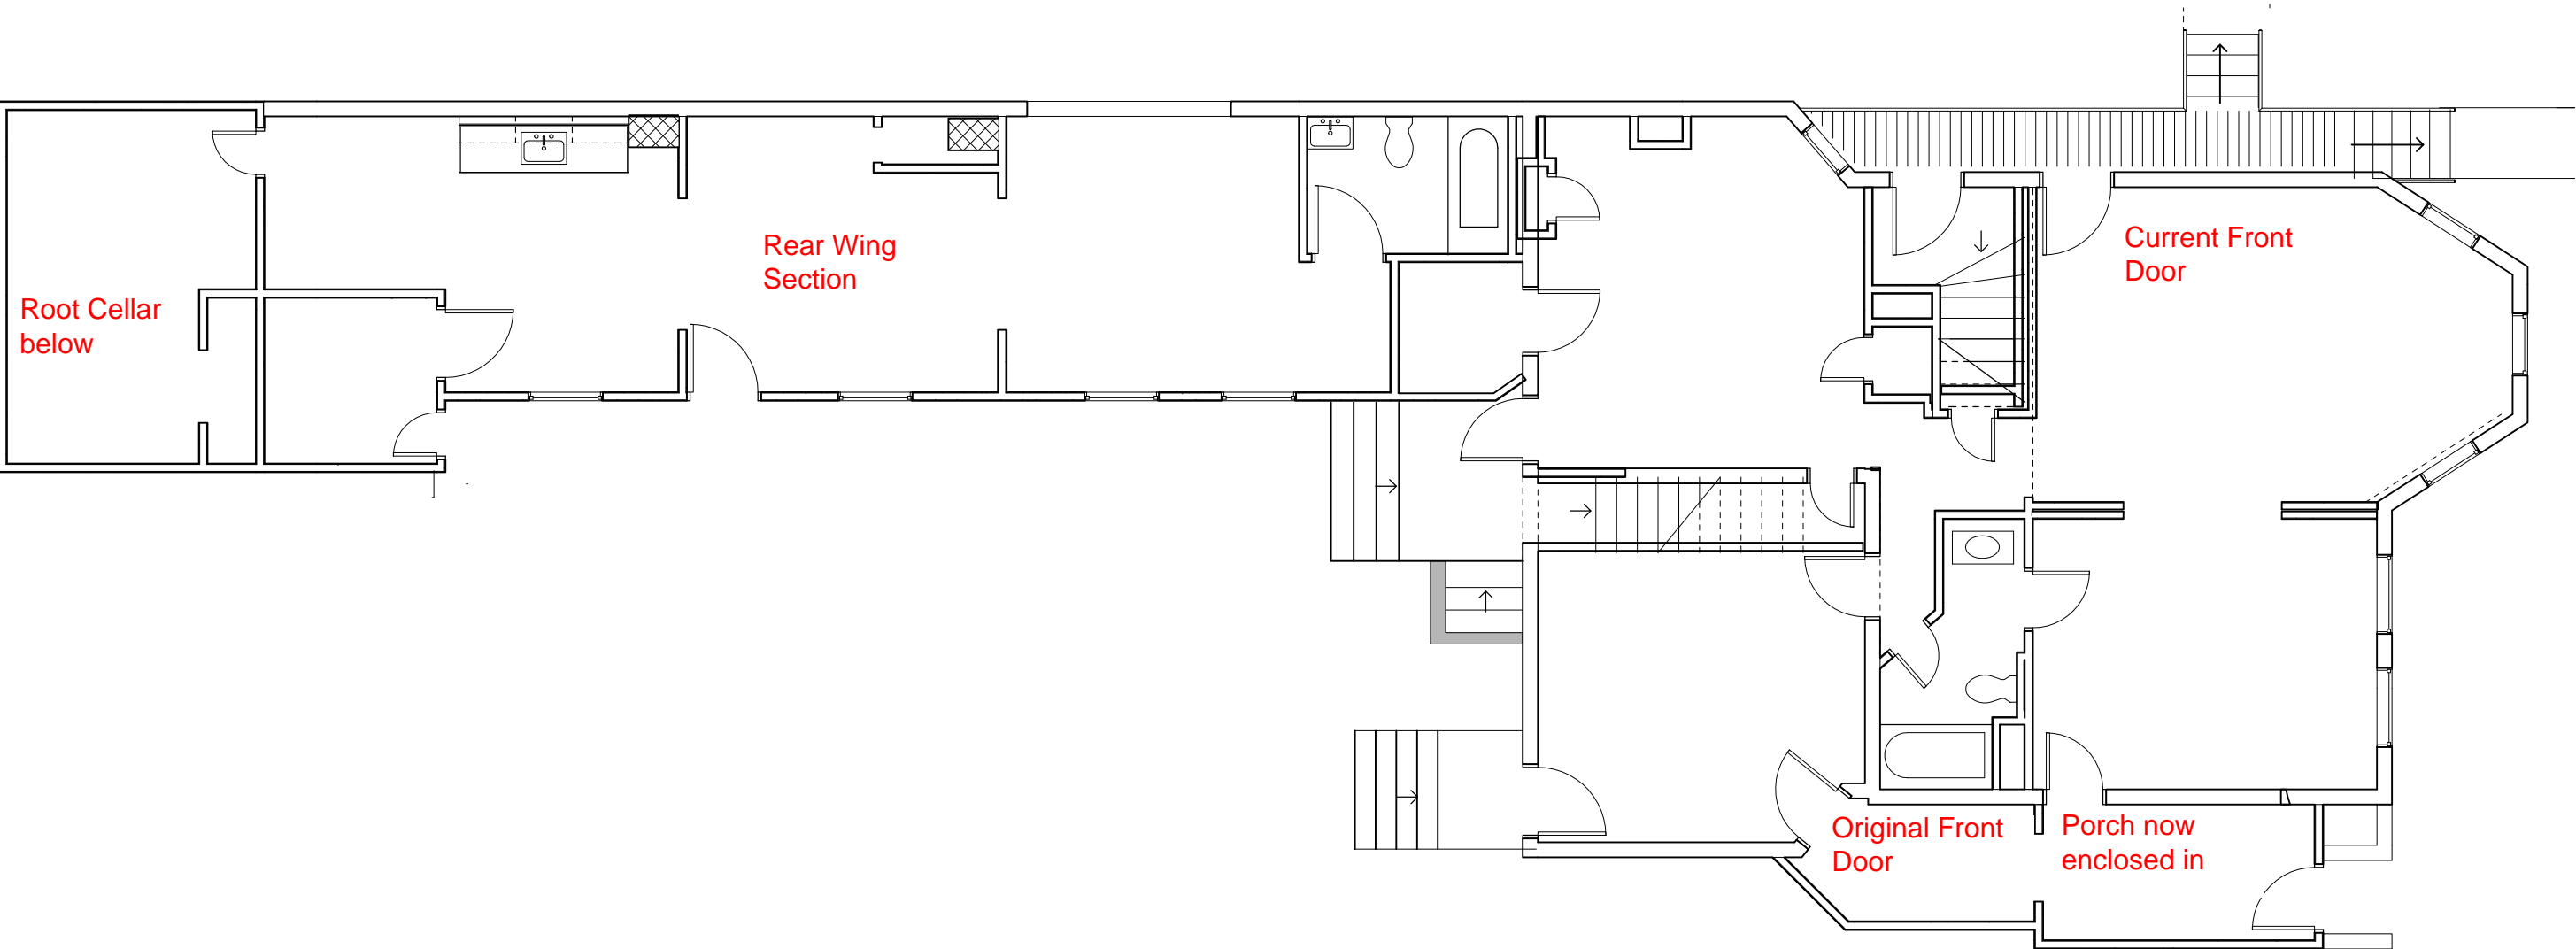 Rear Wing
Section
Current Front
Door
Root Cellar
below
Original Front
Door
Porch now
enclosed in